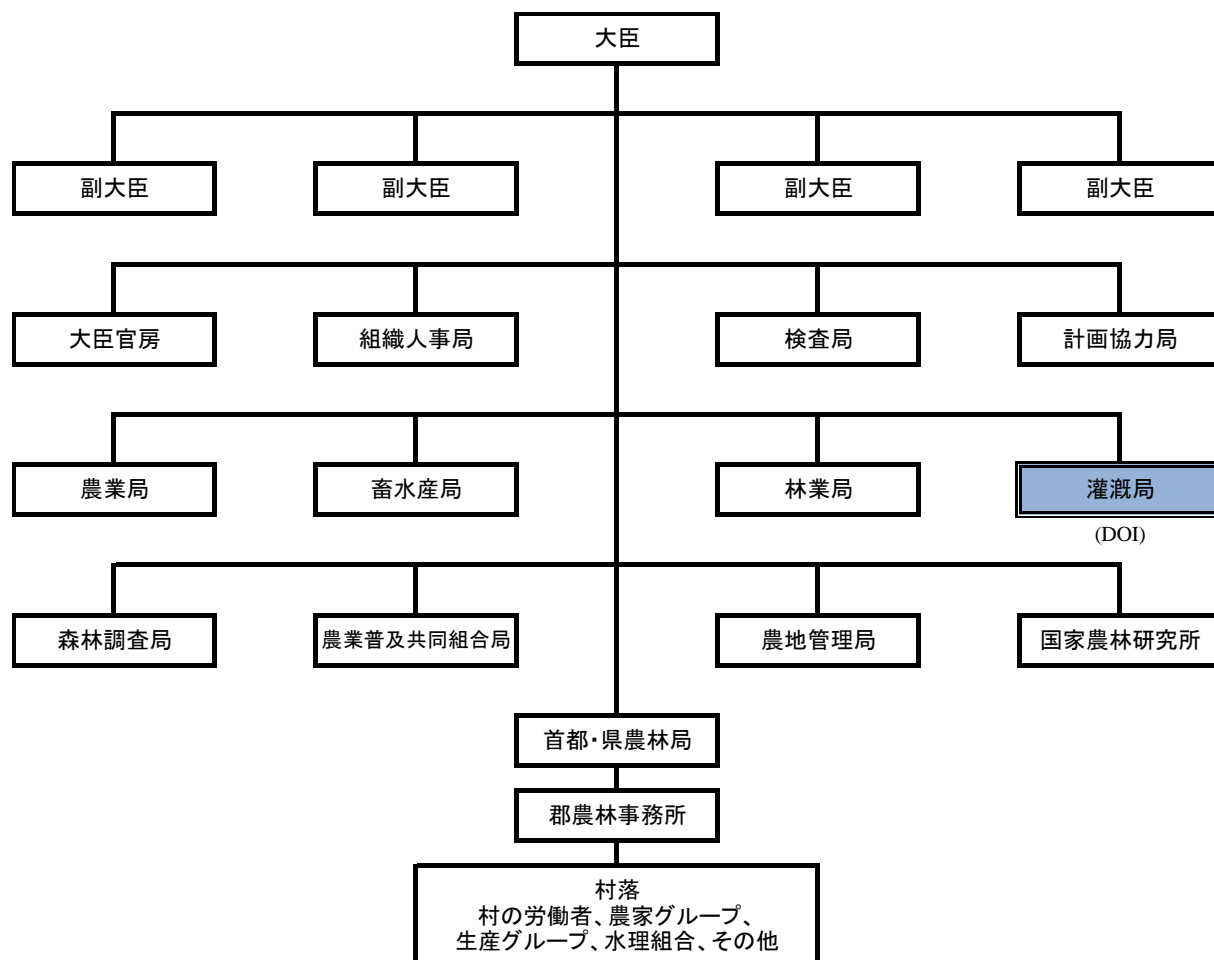 大臣
副大臣
副大臣
副大臣
副大臣
大臣官房
組織人事局
検査局
計画協力局
農業局
畜水産局
林業局
灌漑局
(DOI)
森林調査局
農業普及共同組合局
農地管理局
国家農林研究所
首都・県農林局
郡農林事務所
村落
村の労働者、農家グループ、
生産グループ、水理組合、その他